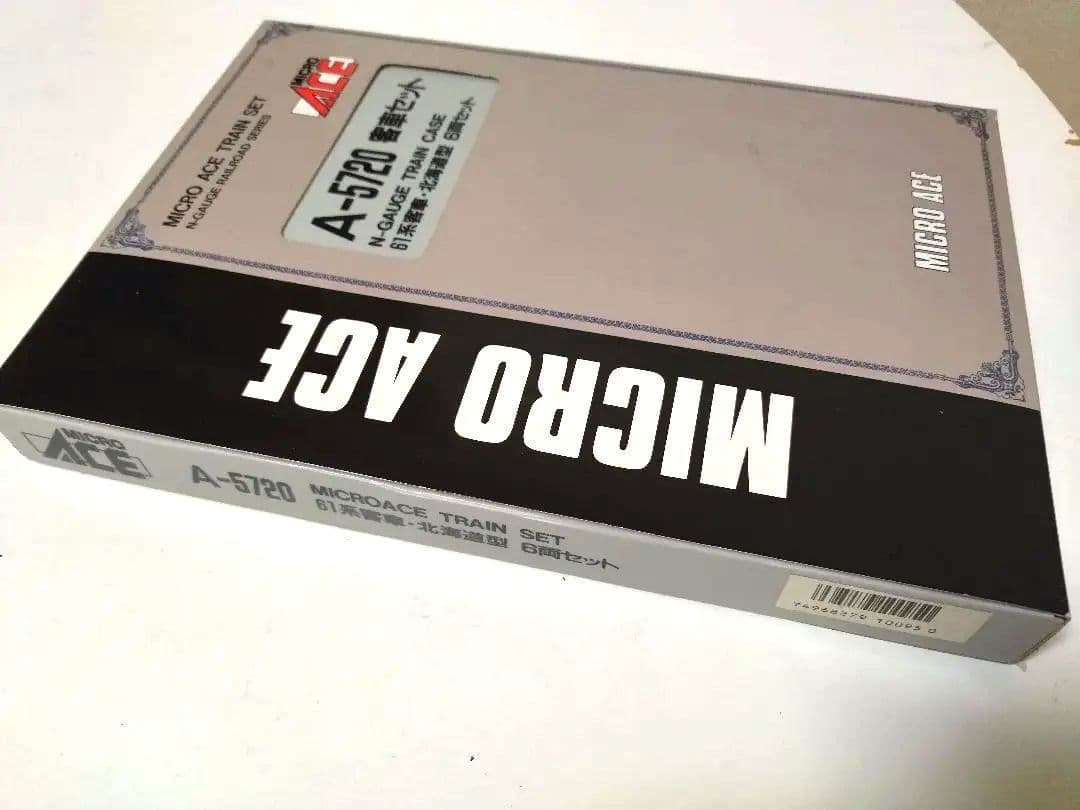 MICRO ACE
MICRO ACE TRAIN SET
N-GAUGE RAILROAD SERIES
A-5720 客車セット
N-GAUGE TRAIN CASE
61系客車・北海道型 6両セット
MICRO ACE
MICRO ACE
MICRO ACE
A-5720
MICROACE TRAIN SET
61系客車・北海道型 6両セット